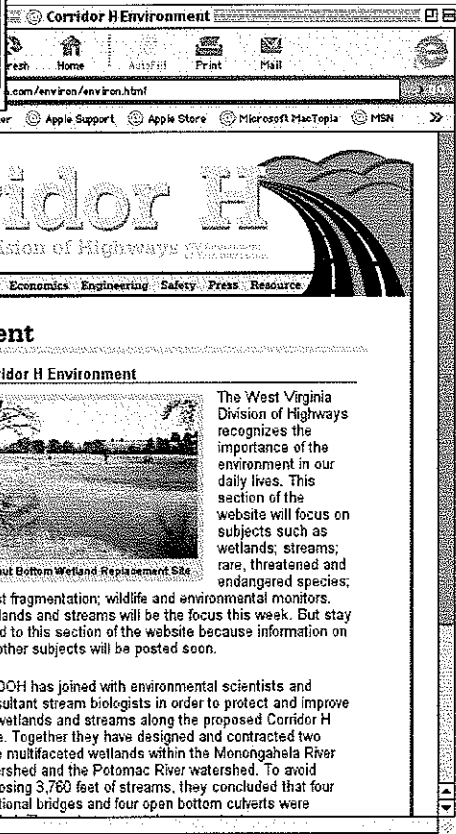 Corridor H Environment
resh Home AutoFill Print Mail
.com/environ/environ.html go
er Apple Support Apple Store Microsoft MacTopia MSN »
ridor H
ision of Highways
Economics Engineering Safety Press Resource
ent
idor H Environment
The West Virginia
Division of Highways
recognizes the
importance of the
environment in our
daily lives. This
section of the
website will focus on
subjects such as
wetlands; streams;
rare, threatened and
endangered species;
ut Bottom Wetland Replacement Site
st fragmentation; wildlife and environmental monitors.
lands and streams will be the focus this week. But stay
d to this section of the website because information on
other subjects will be posted soon.
DOH has joined with environmental scientists and
sultant stream biologists in order to protect and improve
wetlands and streams along the proposed Corridor H
e. Together they have designed and contracted two
e multifaceted wetlands within the Monongahela River
rshed and the Potomac River watershed. To avoid
osing 3,760 feet of streams, they concluded that four
tional bridges and four open bottom culverts were